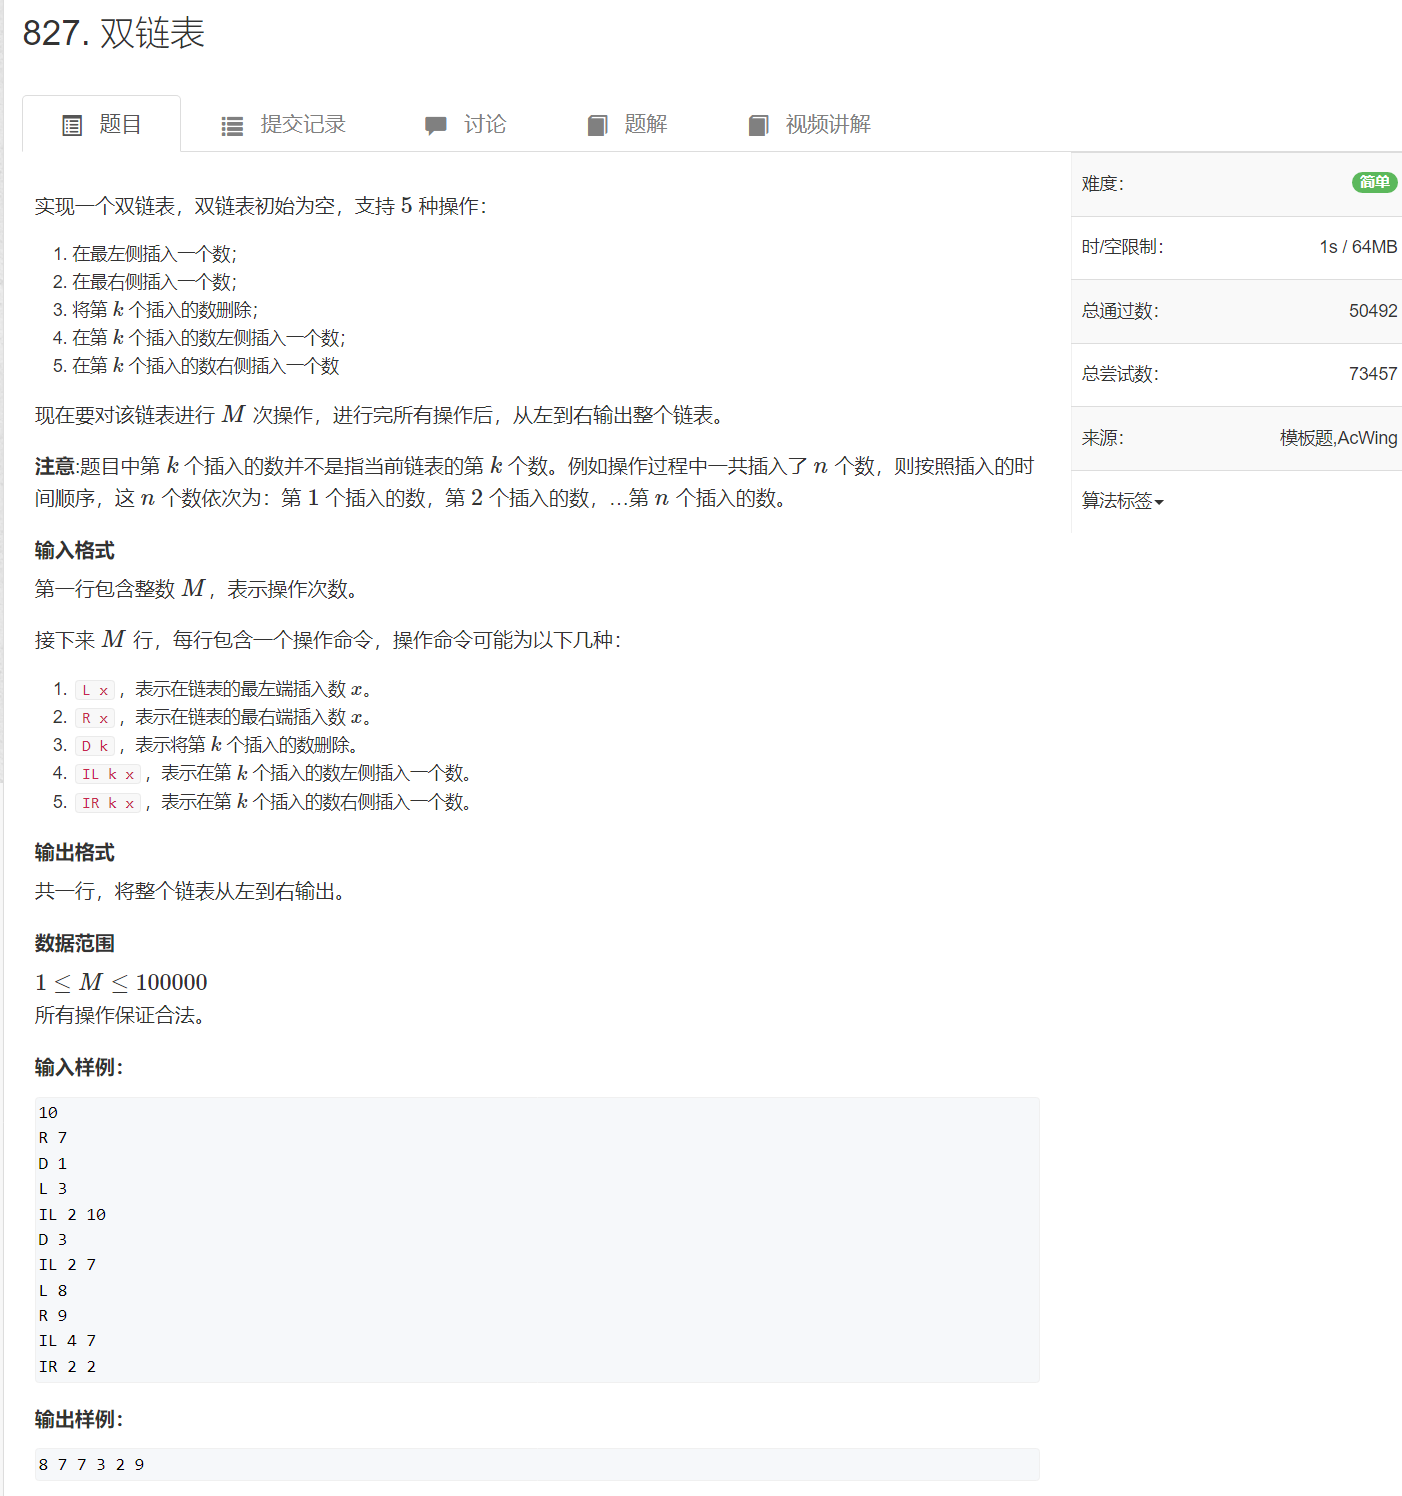 827. 双链表
题目
提交记录
讨论
题解
视频讲解
实现一个双链表，双链表初始为空，支持 5 种操作：
1. 在最左侧插入一个数；
2. 在最右侧插入一个数；
3. 将第 k 个插入的数删除；
4. 在第 k 个插入的数左侧插入一个数；
5. 在第 k 个插入的数右侧插入一个数
现在要对该链表进行 M 次操作，进行完所有操作后，从左到右输出整个链表。
注意:题目中第 k 个插入的数并不是指当前链表的第 k 个数。例如操作过程中一共插入了 n 个数，则按照插入的时
间顺序，这 n 个数依次为：第 1 个插入的数，第 2 个插入的数，…第 n 个插入的数。
输入格式
第一行包含整数 M，表示操作次数。
接下来 M 行，每行包含一个操作命令，操作命令可能为以下几种：
1. L x，表示在链表的最左端插入数 x。
2. R x，表示在链表的最右端插入数 x。
3. D k，表示将第 k 个插入的数删除。
4. IL k x，表示在第 k 个插入的数左侧插入一个数。
5. IR k x，表示在第 k 个插入的数右侧插入一个数。
输出格式
共一行，将整个链表从左到右输出。
数据范围
1 ≤ M ≤ 100000
所有操作保证合法。
输入样例：
10
R 7
D 1
L 3
IL 2 10
D 3
IL 2 7
L 8
R 9
IL 4 7
IR 2 2
输出样例：
8 7 7 3 2 9
难度： 简单
时/空限制： 1s / 64MB
总通过数： 50492
总尝试数： 73457
来源： 模板题,AcWing
算法标签